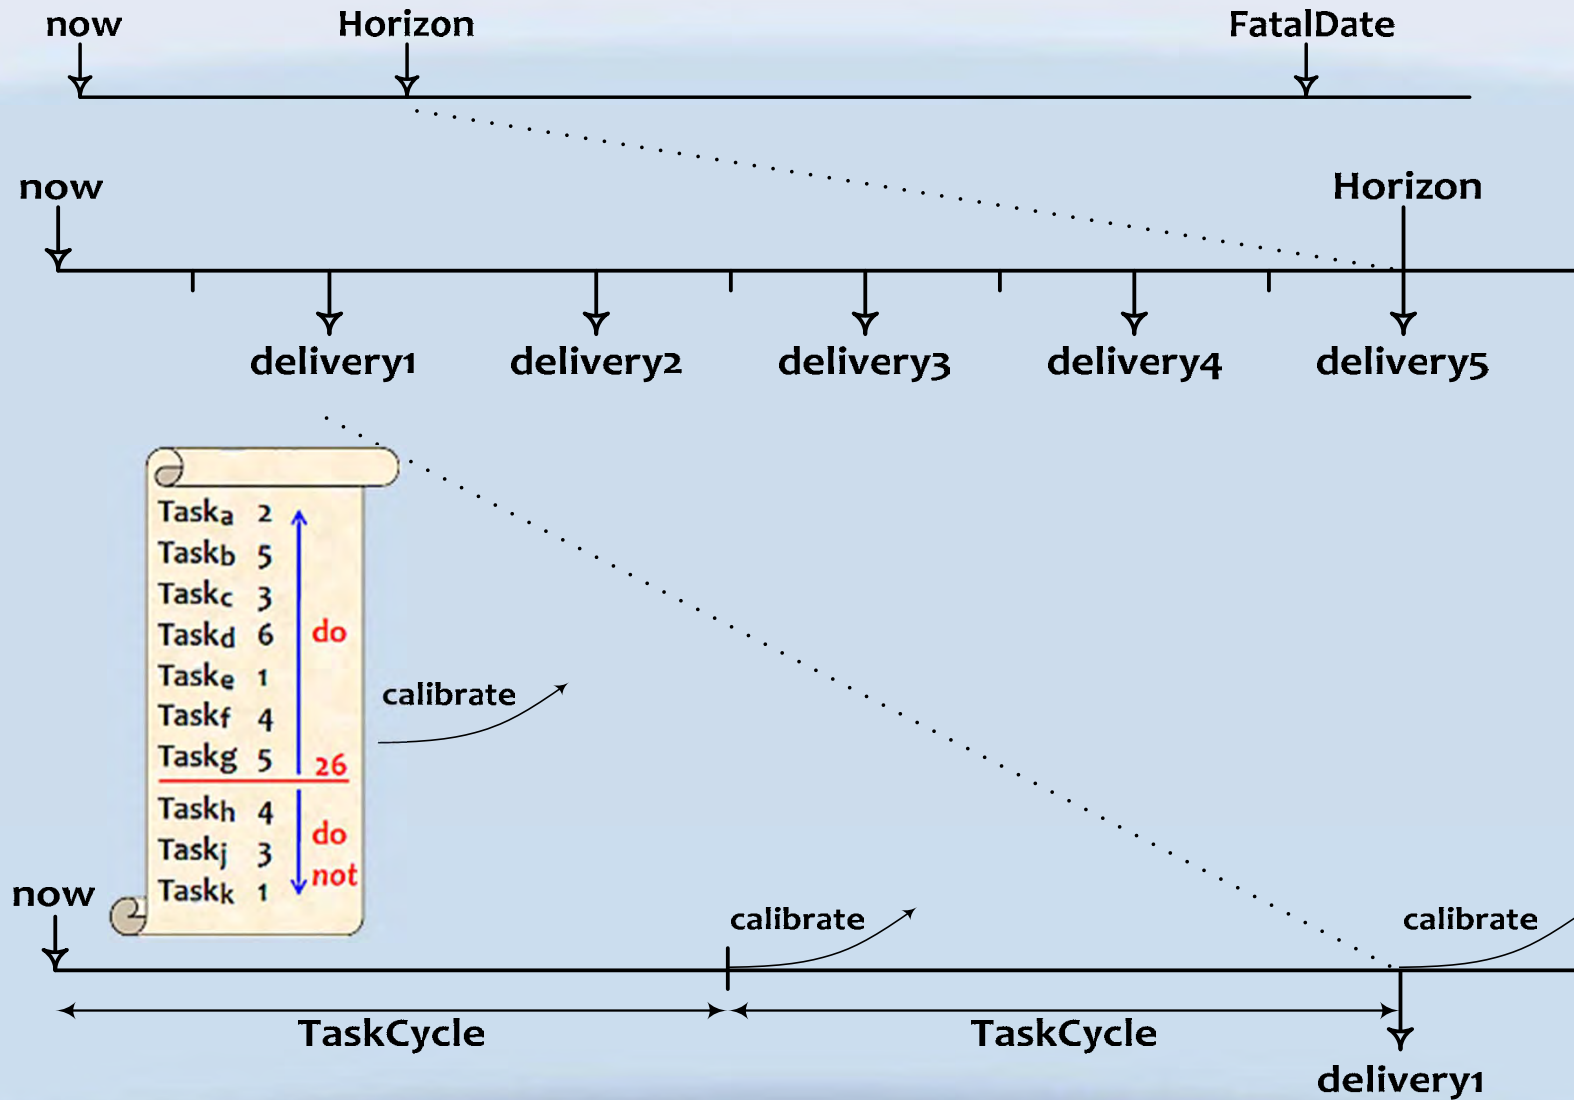 now Horizon FatalDate
now Horizon
delivery1 delivery2 delivery3 delivery4 delivery5
Taska 2
Taskb 5
Taskc 3
Taskd 6 do
Taske 1
calibrate
Taskf 4
Taskg 5 26
Taskh 4
do
Taskj 3
not
Taskk 1
now
calibrate calibrate
TaskCycle TaskCycle
delivery1